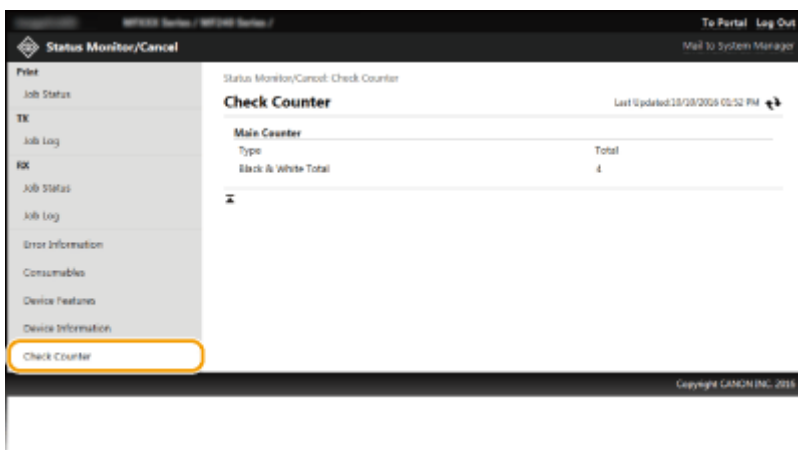 To Portal Log Out
Status Monitor/Cancel
Mail to System Manager
Print
Job Status
TX
Job Log
RX
Job Status
Job Log
Error Information
Consumables
Device Features
Device Information
Check Counter
Status Monitor/Cancel: Check Counter
Check Counter
Last Updated:10/10/2016 01:52 PM
Main Counter
Type Total
Black & White Total 4
Copyright CANON INC. 2016